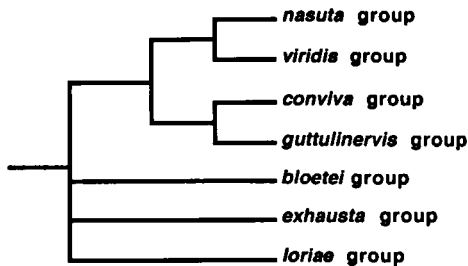 nasuta group
viridis group
conviva group
guttulinervis group
bloetei group
exhausta group
loriae group